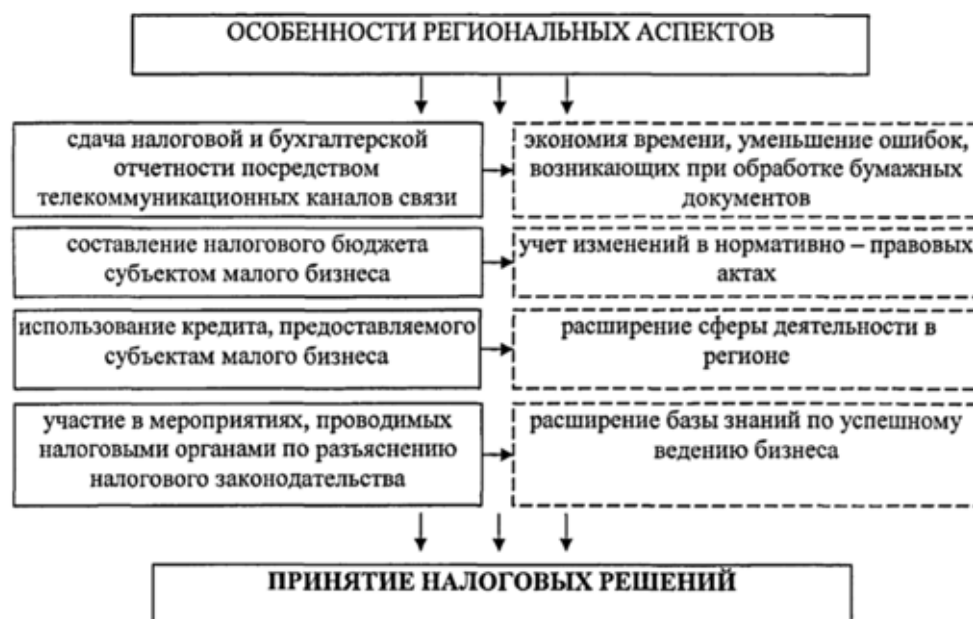 ОСОБЕННОСТИ РЕГИОНАЛЬНЫХ АСПЕКТОВ
сдача налоговой и бухгалтерской
отчетности посредством
телекоммуникационных каналов связи
экономия времени, уменьшение ошибок,
возникающих при обработке бумажных
документов
составление налогового бюджета
субъектом малого бизнеса
учет изменений в нормативно – правовых
актах
использование кредита, предоставляемого
субъектам малого бизнеса
расширение сферы деятельности в
регионе
участие в мероприятиях, проводимых
налоговыми органами по разъяснению
налогового законодательства
расширение базы знаний по успешному
ведению бизнеса
ПРИНЯТИЕ НАЛОГОВЫХ РЕШЕНИЙ